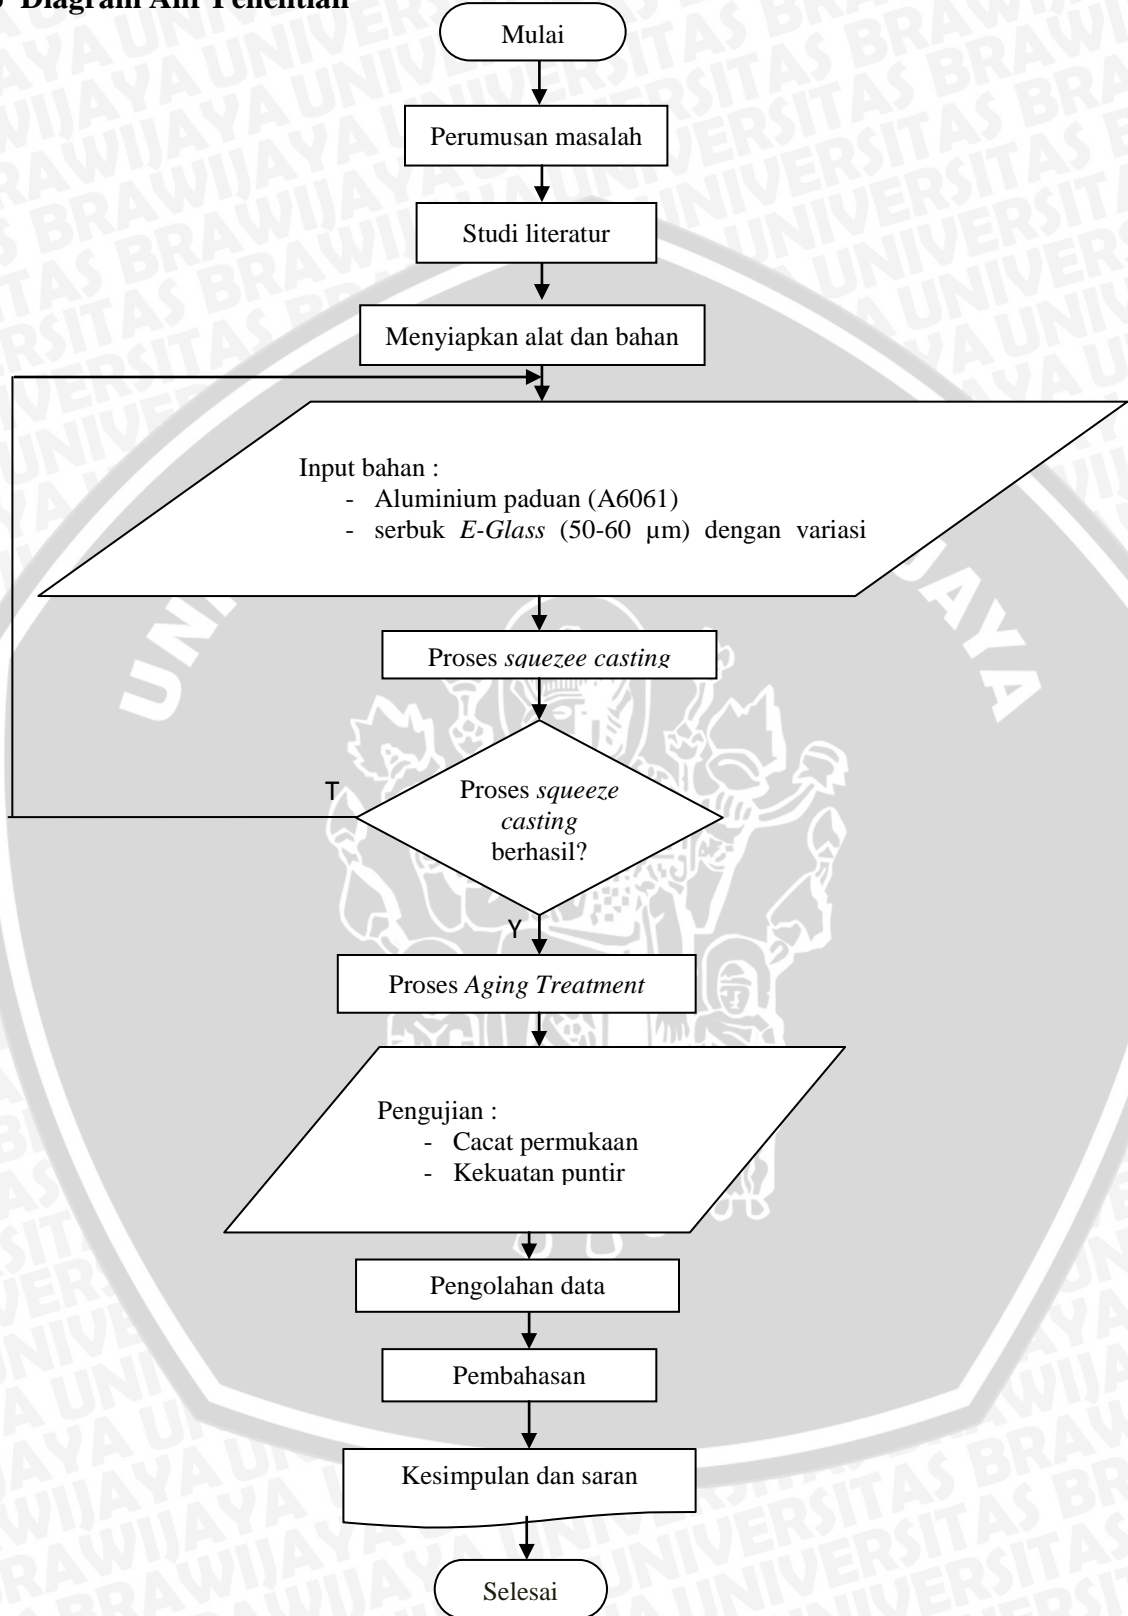 Diagram Alir Penelitian
Mulai
Perumusan masalah
Studi literatur
Menyiapkan alat dan bahan
Input bahan :
- Aluminium paduan (A6061)
- serbuk E-Glass (50-60 µm) dengan variasi
Proses squezee casting
T
Proses squeeze
casting
berhasil?
Y
Proses Aging Treatment
Pengujian :
- Cacat permukaan
- Kekuatan puntir
Pengolahan data
Pembahasan
Kesimpulan dan saran
Selesai